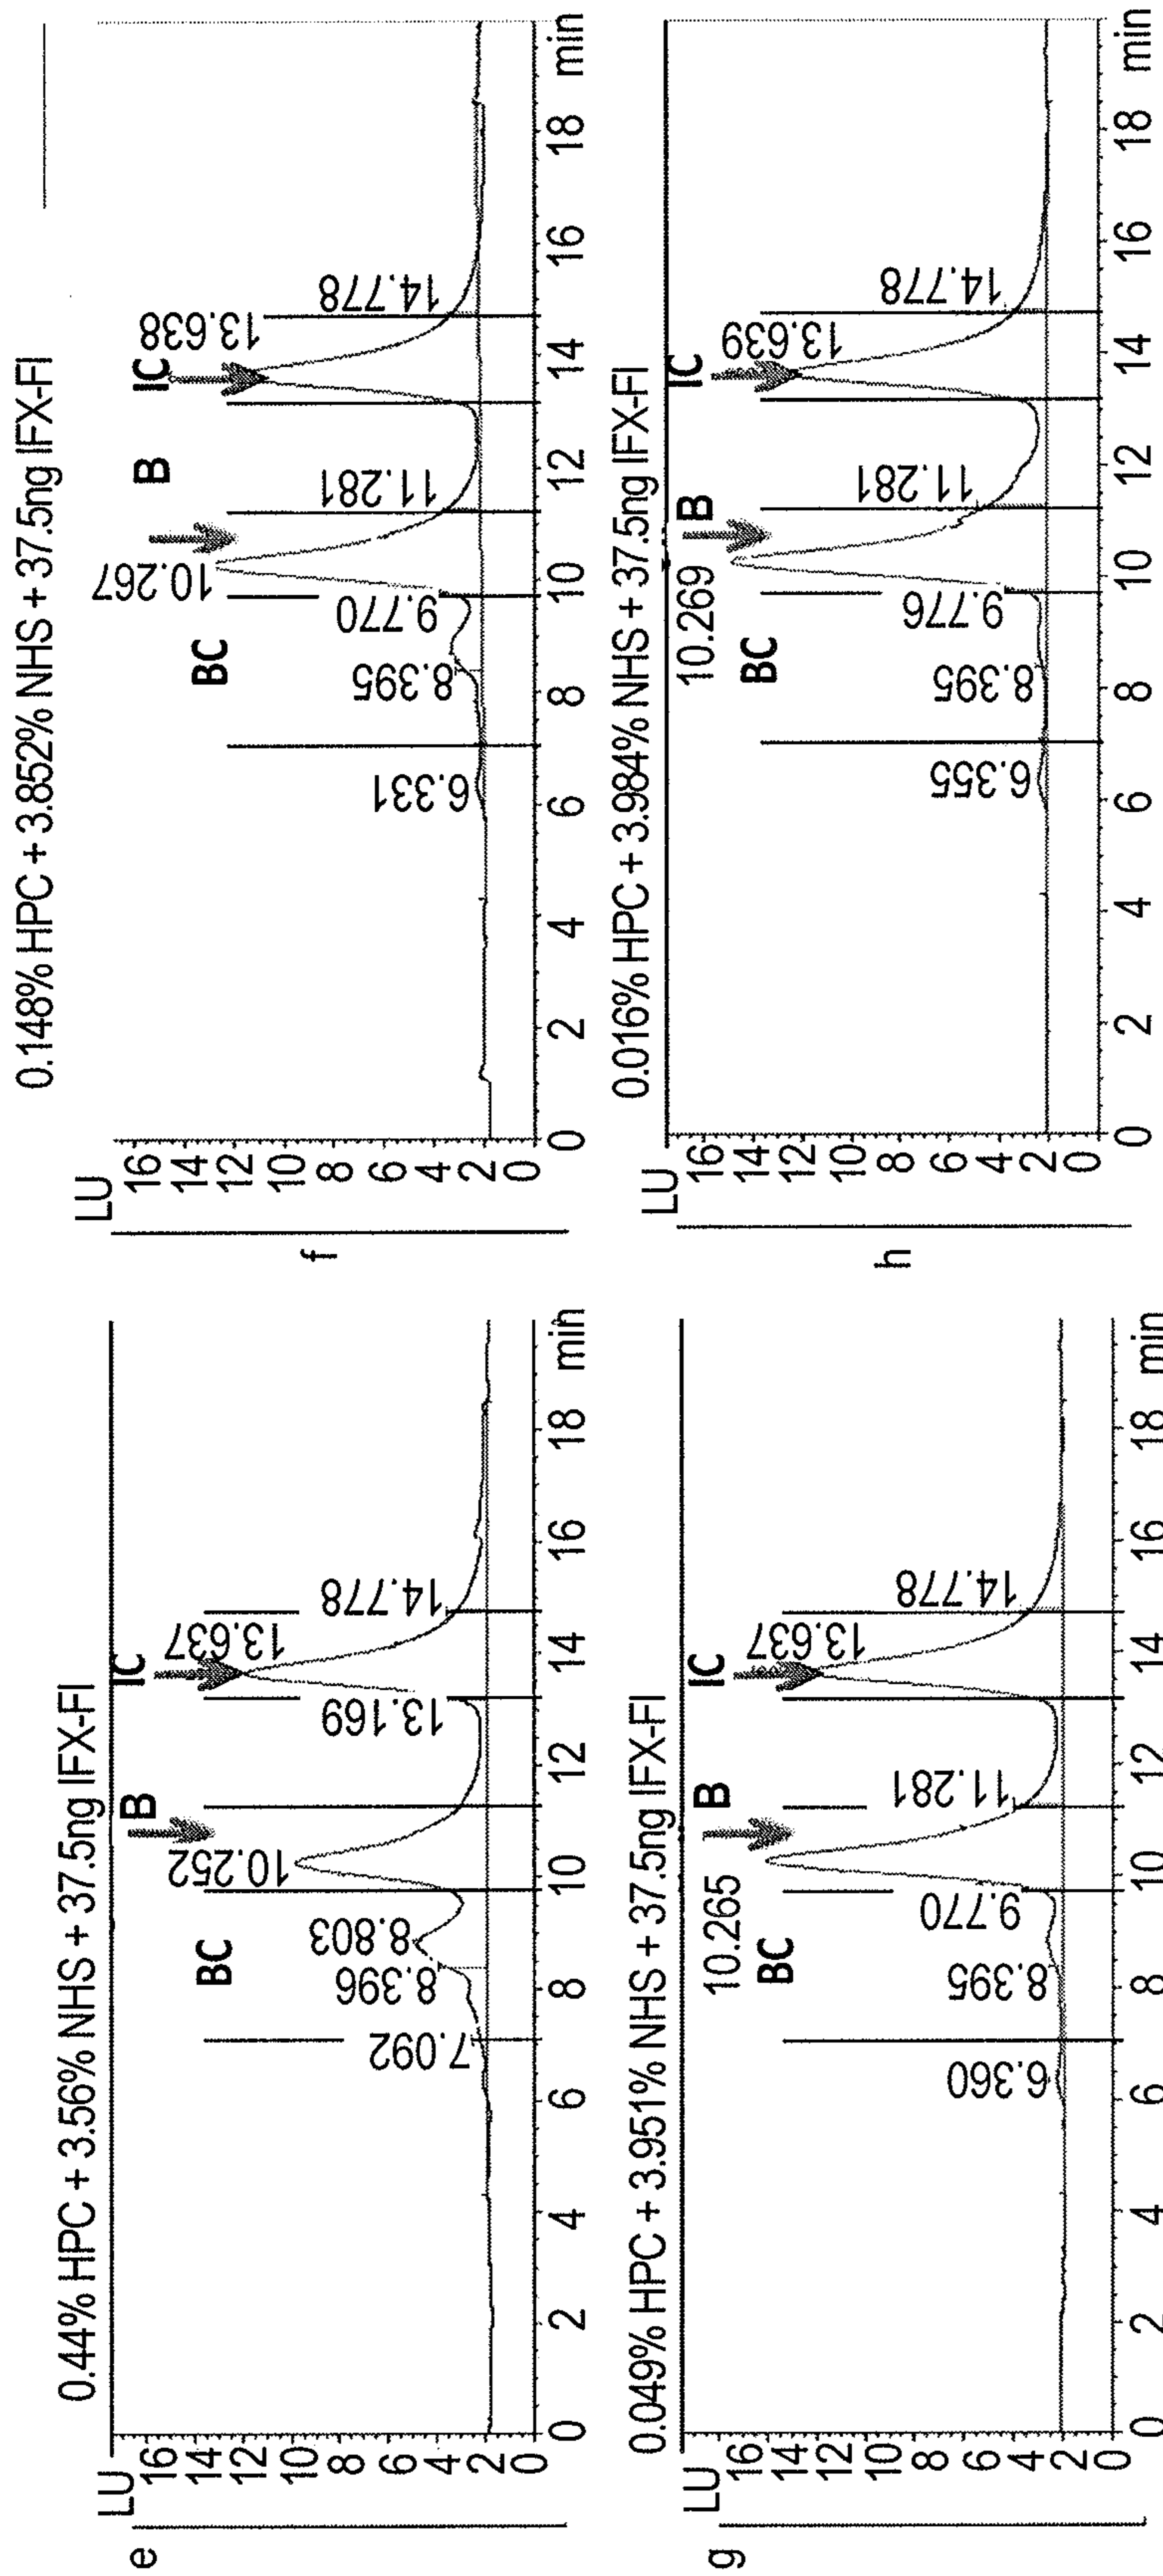 0.44% HPC + 3.56% NHS + 37.5ng IFX-Fl
e
LU
16
14
12
10
8
6
4
2
0
BC
B
IC
7.092
8.396
8.803
10.252
13.169
13.637
14.778
0 2 4 6 8 10 12 14 16 18 min
0.148% HPC + 3.852% NHS + 37.5ng IFX-Fl
f
LU
16
14
12
10
8
6
4
2
0
BC
B
IC
6.331
8.395
9.770
10.267
11.281
13.638
14.778
0 2 4 6 8 10 12 14 16 18 min
0.049% HPC + 3.951% NHS + 37.5ng IFX-Fl
g
LU
16
14
12
10
8
6
4
2
0
BC
B
IC
6.360
8.395
9.770
10.265
11.281
13.637
14.778
0 2 4 6 8 10 12 14 16 18 min
0.016% HPC + 3.984% NHS + 37.5ng IFX-Fl
h
LU
16
14
12
10
8
6
4
2
0
BC
B
IC
6.355
8.395
9.776
10.269
11.281
13.639
14.778
0 2 4 6 8 10 12 14 16 18 min